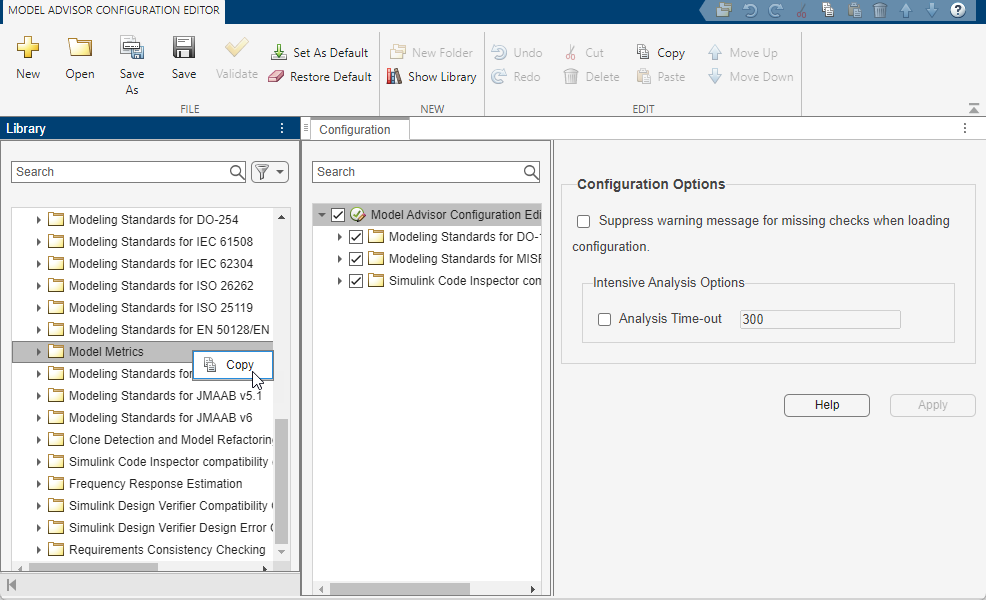 MODEL ADVISOR CONFIGURATION EDITOR
New
Open
Save As
Save
Validate
Set As Default
Restore Default
FILE
New Folder
Show Library
NEW
Undo
Redo
Cut
Delete
Copy
Paste
Move Up
Move Down
EDIT
Library
Search
Modeling Standards for DO-254
Modeling Standards for IEC 61508
Modeling Standards for IEC 62304
Modeling Standards for ISO 26262
Modeling Standards for ISO 25119
Modeling Standards for EN 50128/EN
Model Metrics
Copy
Modeling Standards for
Modeling Standards for JMAAB v5.1
Modeling Standards for JMAAB v6
Clone Detection and Model Refactorin
Simulink Code Inspector compatibility
Frequency Response Estimation
Simulink Design Verifier Compatibility
Simulink Design Verifier Design Error
Requirements Consistency Checking
Configuration
Search
Model Advisor Configuration Edi
Modeling Standards for DO-
Modeling Standards for MISR
Simulink Code Inspector com
Configuration Options
Suppress warning message for missing checks when loading
configuration.
Intensive Analysis Options
Analysis Time-out
300
Help
Apply